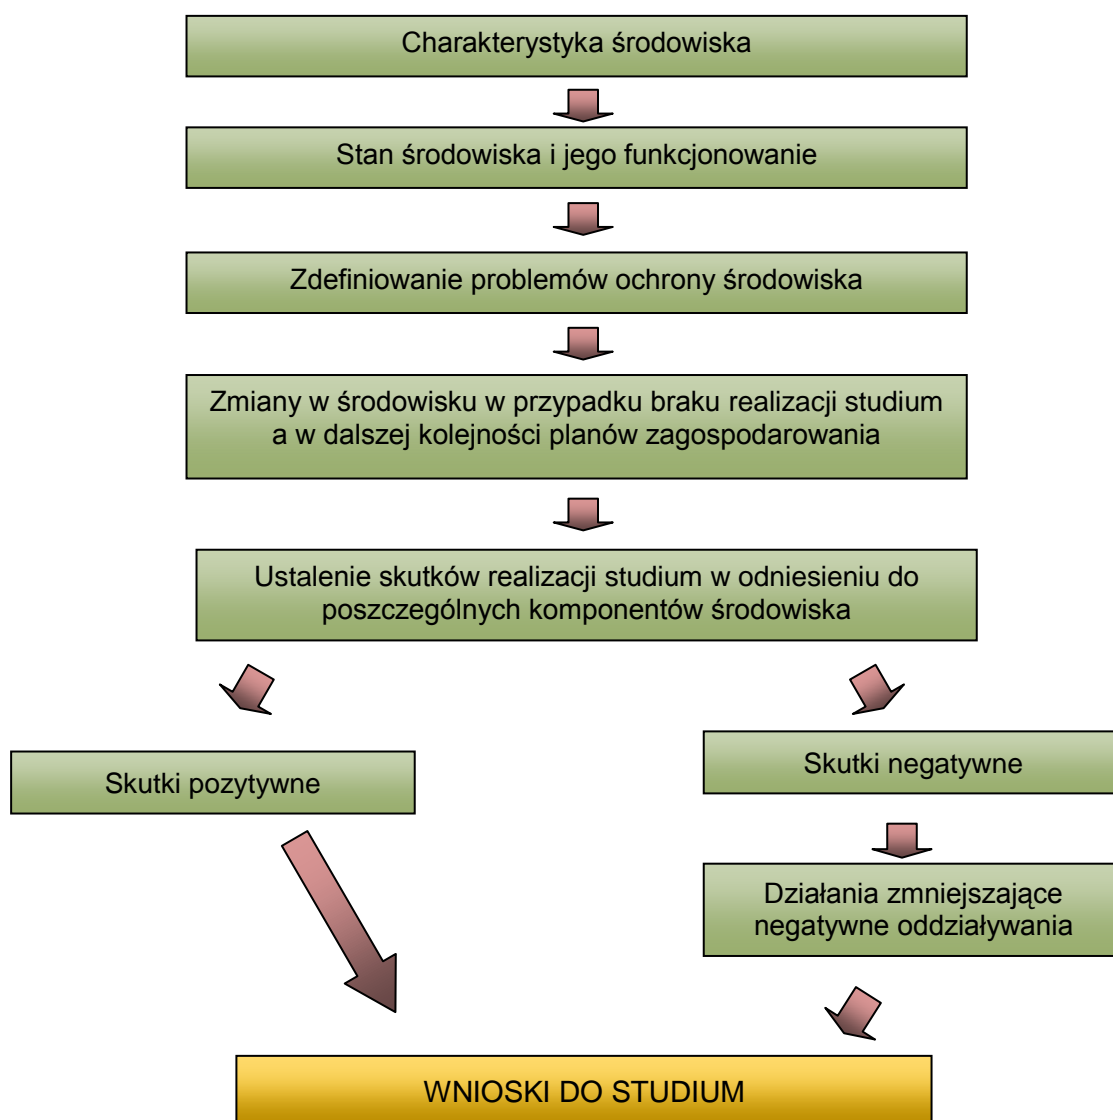 Charakterystyka środowiska
Stan środowiska i jego funkcjonowanie
Zdefiniowanie problemów ochrony środowiska
Zmiany w środowisku w przypadku braku realizacji studium
a w dalszej kolejności planów zagospodarowania
Ustalenie skutków realizacji studium w odniesieniu do
poszczególnych komponentów środowiska
Skutki pozytywne
Skutki negatywne
Działania zmniejszające
negatywne oddziaływania
WNIOSKI DO STUDIUM